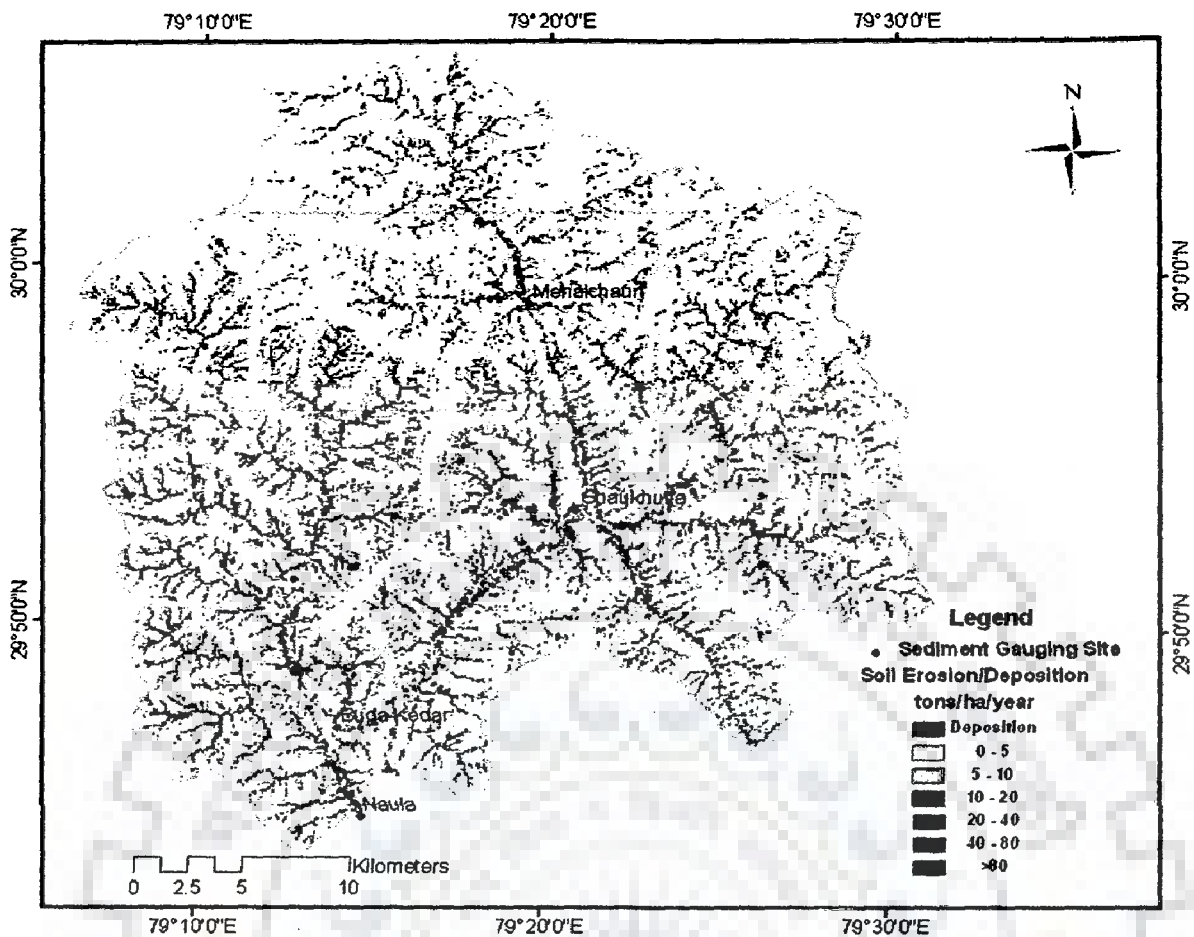 79°10'0"E 79°20'0"E 79°30'0"E
N
30°0'0"N
30°0'0"N
29°50'0"N
29°50'0"N
Naula
Legend
Sediment Gauging Site
Soil Erosion/Deposition
tons/ha/year
Deposition
0 - 5
5 - 10
10 - 20
20 - 40
40 - 80
>80
Kilometers
0 2.5 5 10
79°10'0"E 79°20'0"E 79°30'0"E